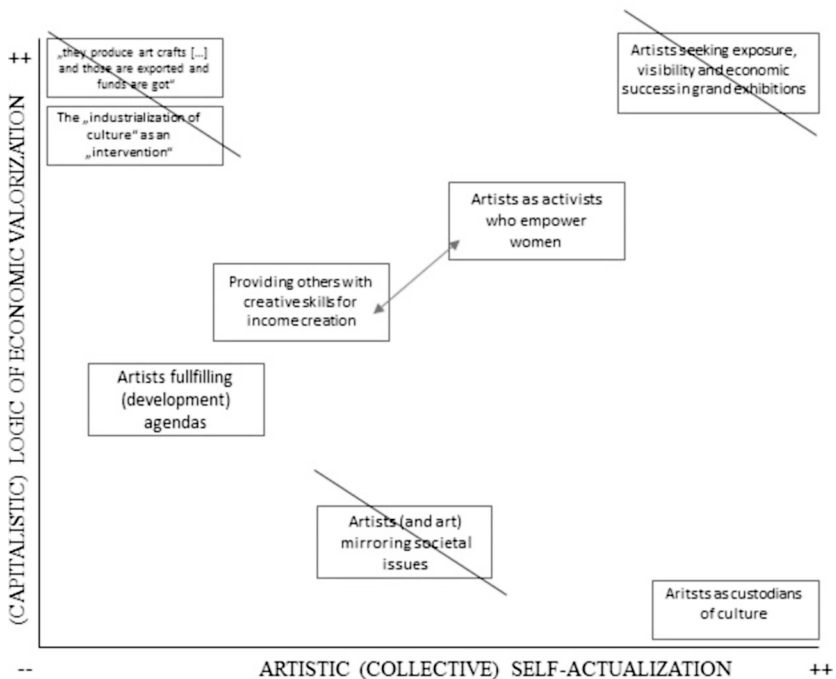 ++
„they produce art crafts [...]
and those are exported and
funds are got“
The „industrialization of
culture“ as an
„intervention“
Artists seeking exposure,
visibility and economic
success in grand exhibitions
Artists as activists
who empower
women
Providing others with
creative skills for
income creation
Artists fullfilling
(development)
agendas
Artists (and art)
mirroring societal
issues
Aritsts as custodians
of culture
(CAPITALISTIC) LOGIC OF ECONOMIC VALORIZATION
--
ARTISTIC (COLLECTIVE) SELF-ACTUALIZATION
++